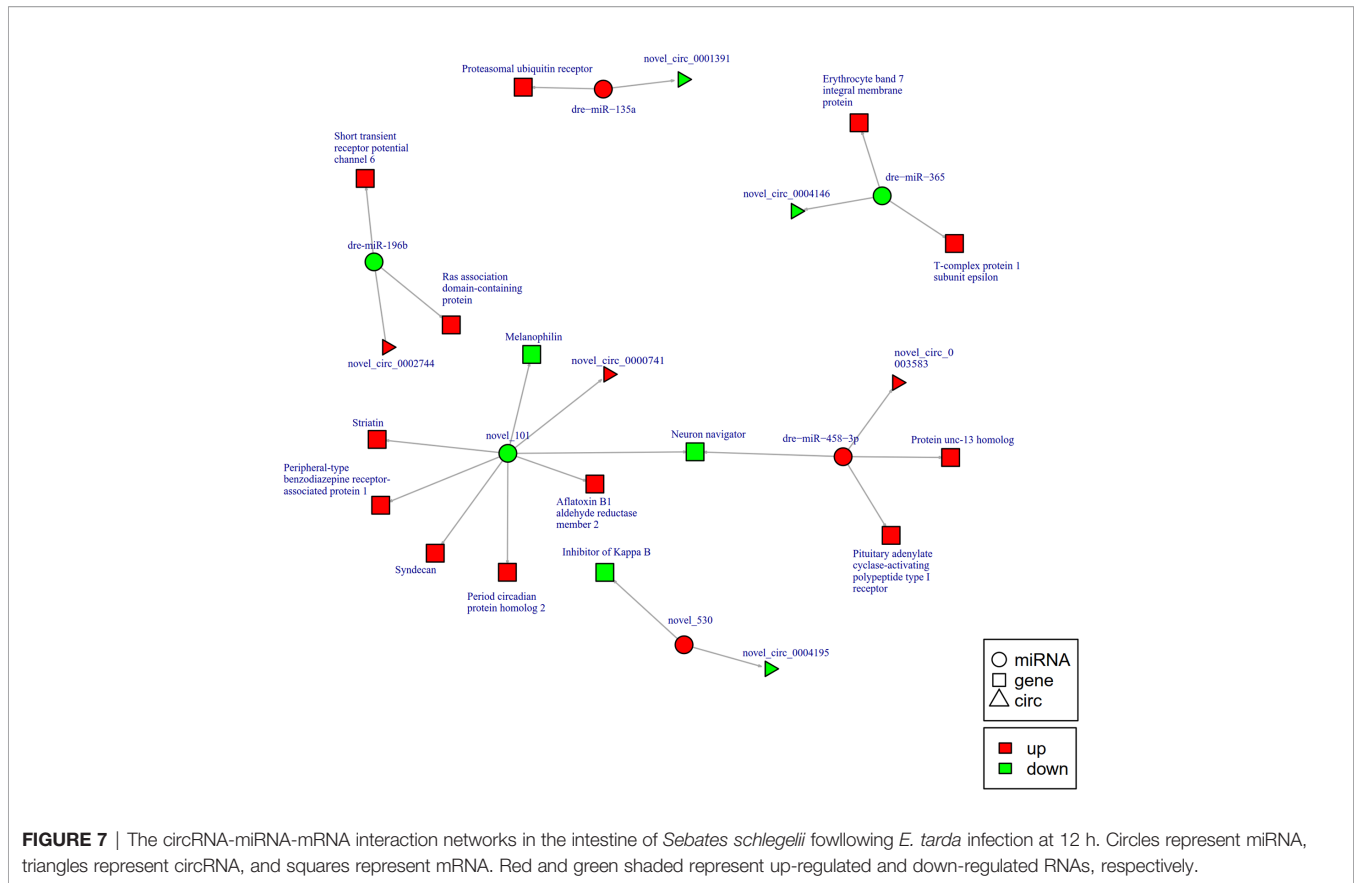 novel_circ_0001391
Proteasomal ubiquitin receptor
dre−miR−135a
Erythrocyte band 7
integral membrane
protein
Short transient
receptor potential
channel 6
dre−miR−365
novel_circ_0004146
dre-miR-196b
T-complex protein 1
subunit epsilon
Ras association
domain-containing
protein
Melanophilin
novel_circ_0002744
novel_circ_0000741
novel_circ_0
003583
Striatin
novel_101
Neuron navigator
dre−miR−458−3p
Protein unc-13 homolog
Peripheral-type
benzodiazepine receptor-
associated protein 1
Aflatoxin B1
aldehyde reductase
member 2
Inhibitor of Kappa B
Pituitary adenylate
cyclase-activating
polypeptide type I
receptor
Syndecan
Period circadian
protein homolog 2
novel_530
novel_circ_0004195
miRNA
gene
circ
up
down
FIGURE 7 | The circRNA-miRNA-mRNA interaction networks in the intestine of Sebates schlegelii fowllowing E. tarda infection at 12 h. Circles represent miRNA,
triangles represent circRNA, and squares represent mRNA. Red and green shaded represent up-regulated and down-regulated RNAs, respectively.